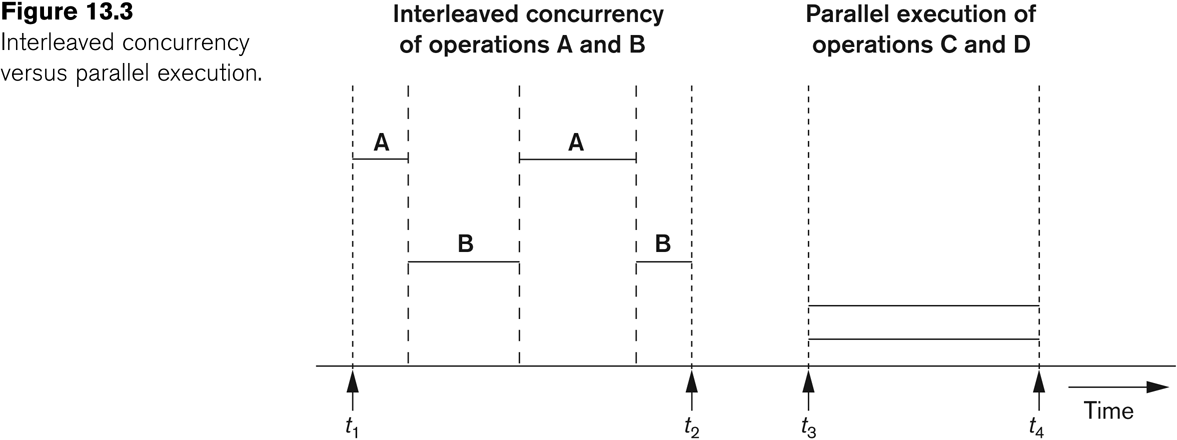 Figure 13.3
Interleaved concurrency
versus parallel execution.
Interleaved concurrency
of operations A and B
Parallel execution of
operations C and D
A
A
B
B
t1
t2
t3
t4
Time